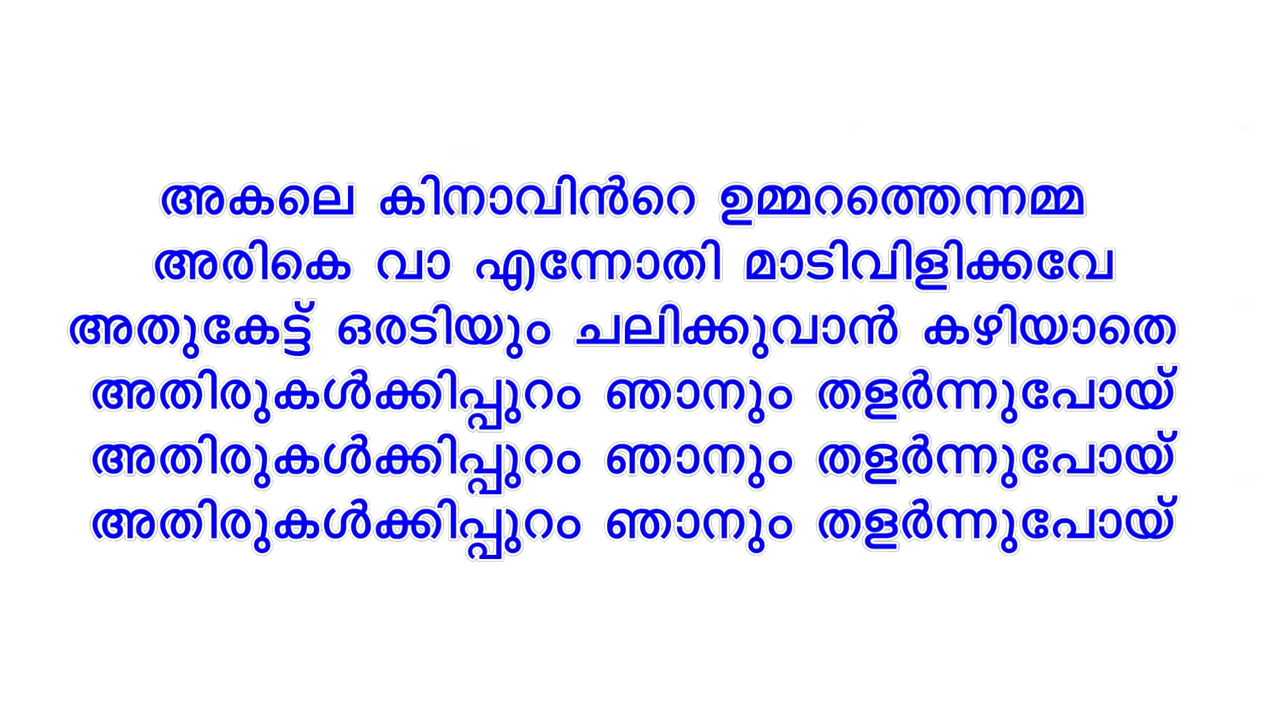 അകലെ കിനാവിൻറെ ഉമ്മറത്തെന്നമ്മ
അരികെ വാ എന്നോതി മാടിവിളിക്കവേ
അതുകേട്ട് ഒരടിയും ചലിക്കുവാൻ കഴിയാതെ
അതിരുകൾക്കിപ്പുറം ഞാനും തളർന്നുപോയ്
അതിരുകൾക്കിപ്പുറം ഞാനും തളർന്നുപോയ്
അതിരുകൾക്കിപ്പുറം ഞാനും തളർന്നുപോയ്